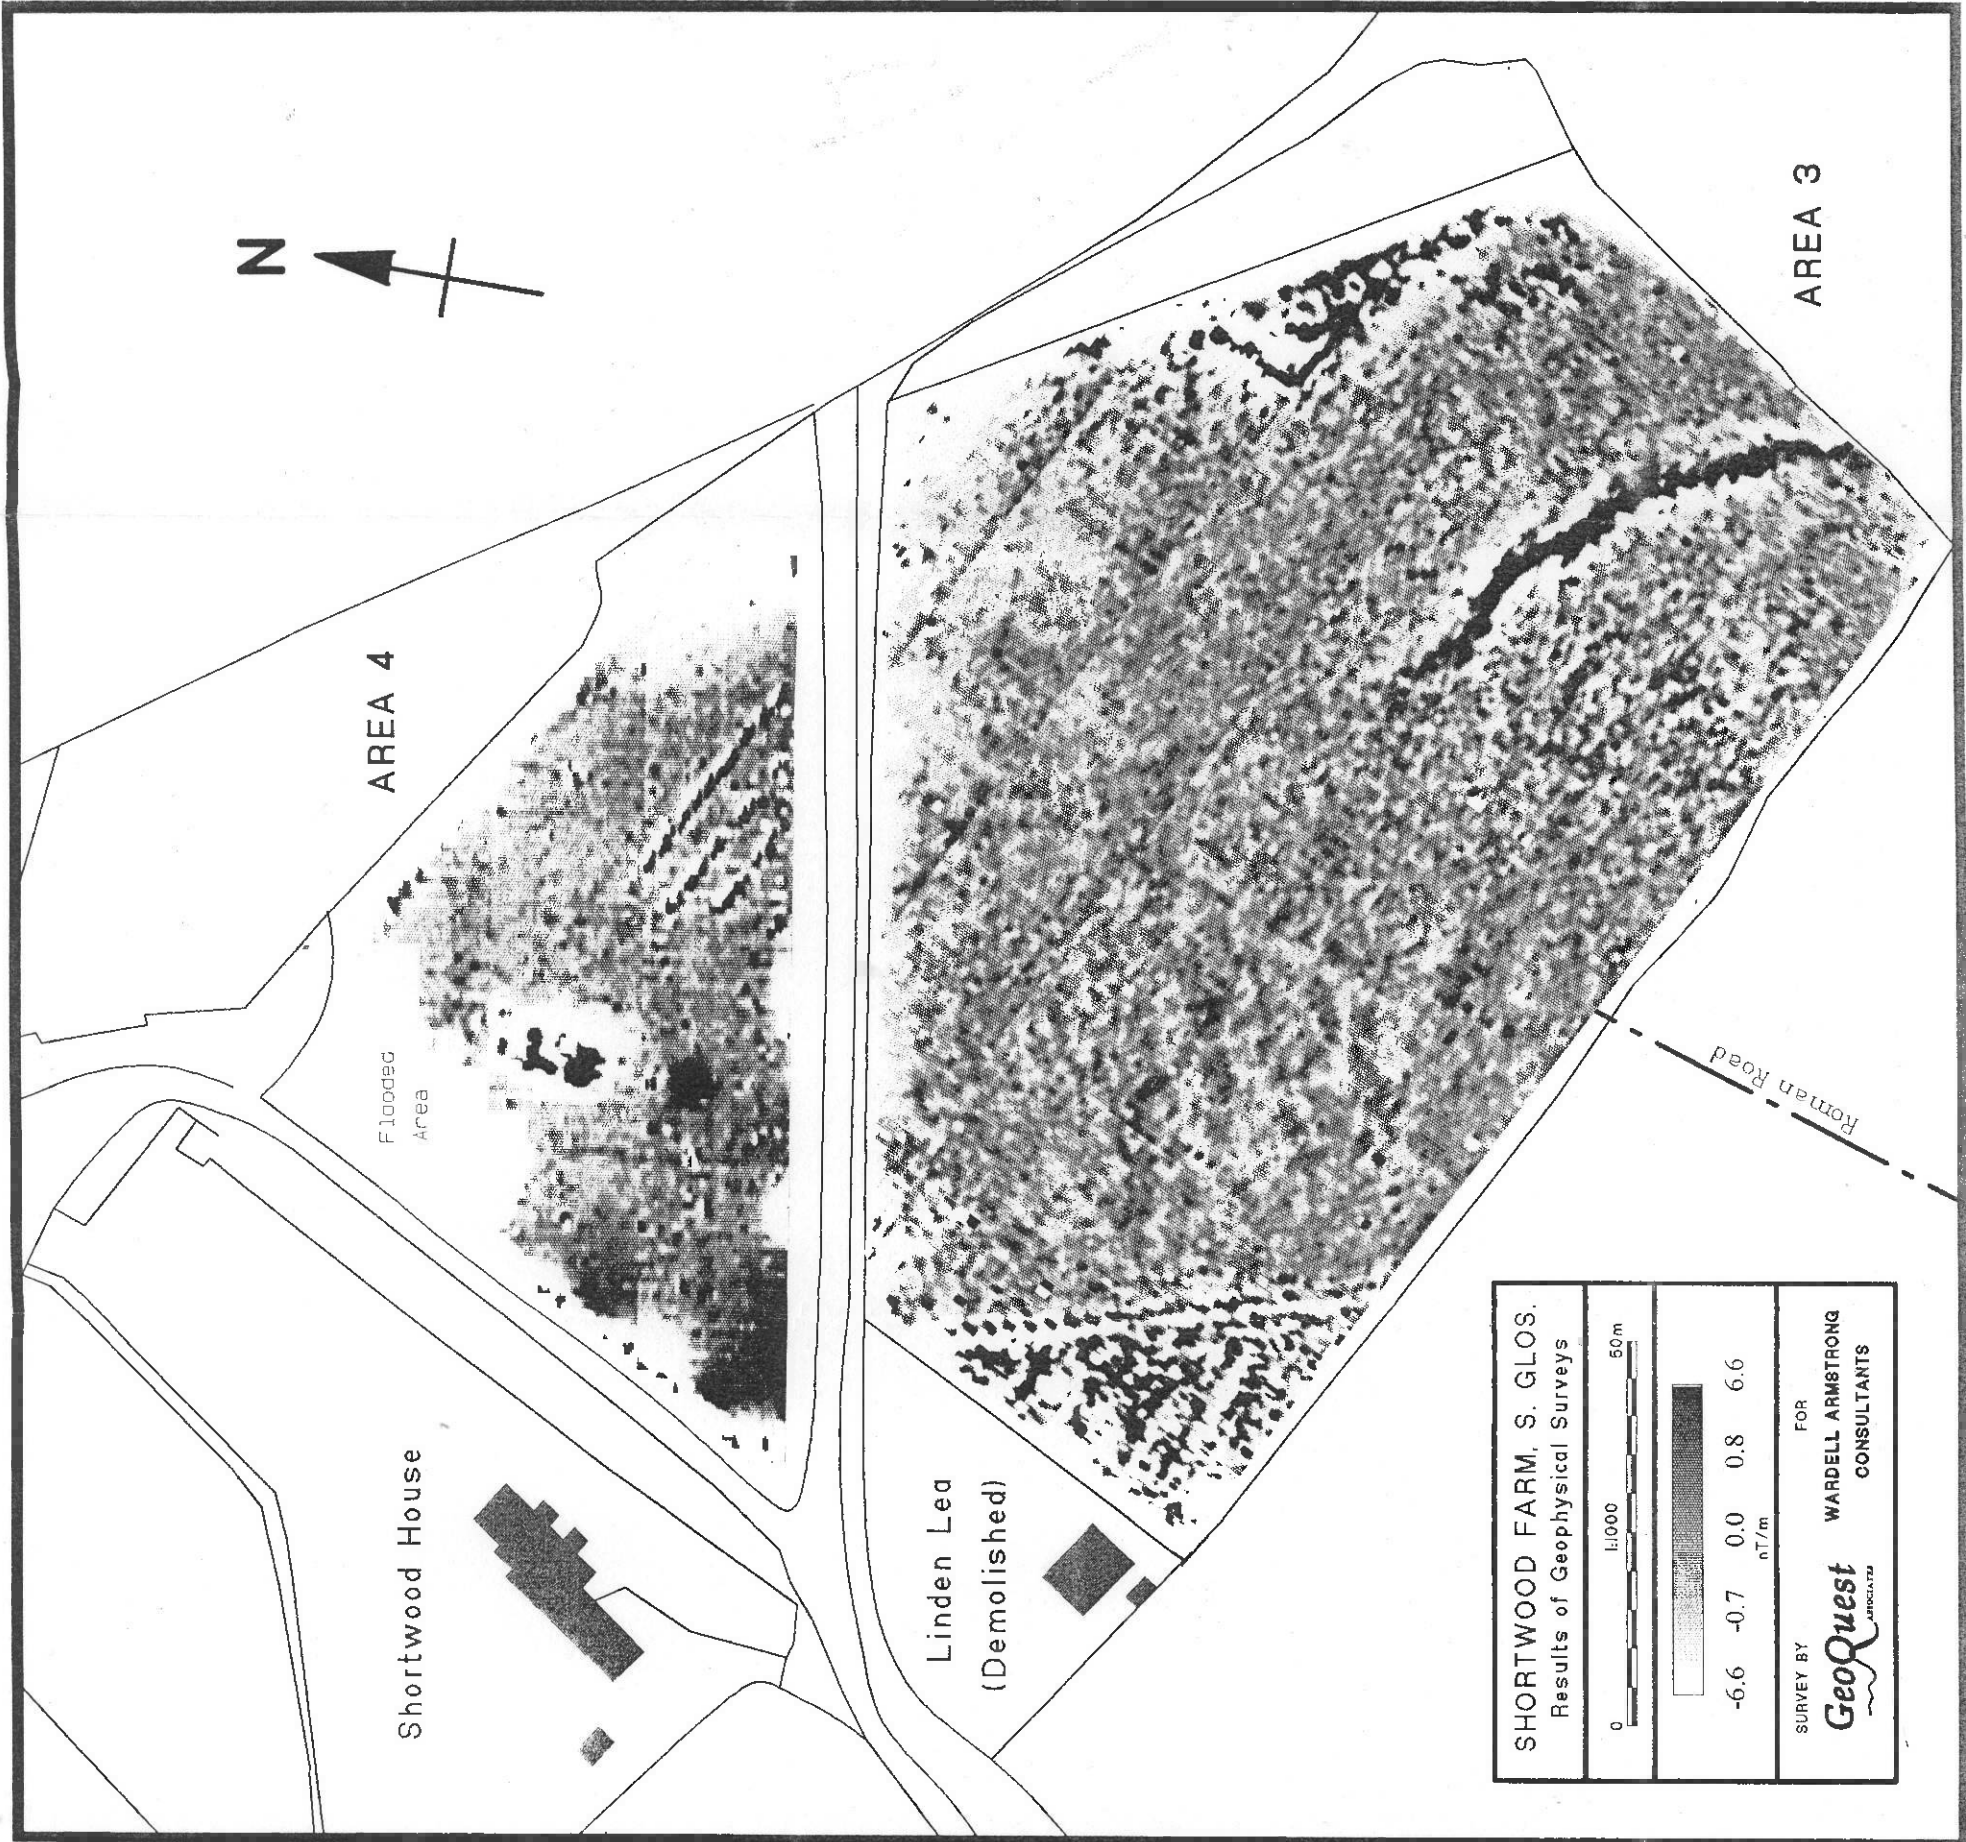 N
AREA 4
AREA 3
Flooded
Area
Shortwood House
Linden Lea
(Demolished)
Roman Road
SHORTWOOD FARM, S. GLOS.
Results of Geophysical Surveys
0 1:1000 50m
-6.6 -0.7 0.0 0.8 6.6
nT/m
SURVEY BY FOR
GeoQuest
ASSOCIATES
WARDELL ARMSTRONG
CONSULTANTS